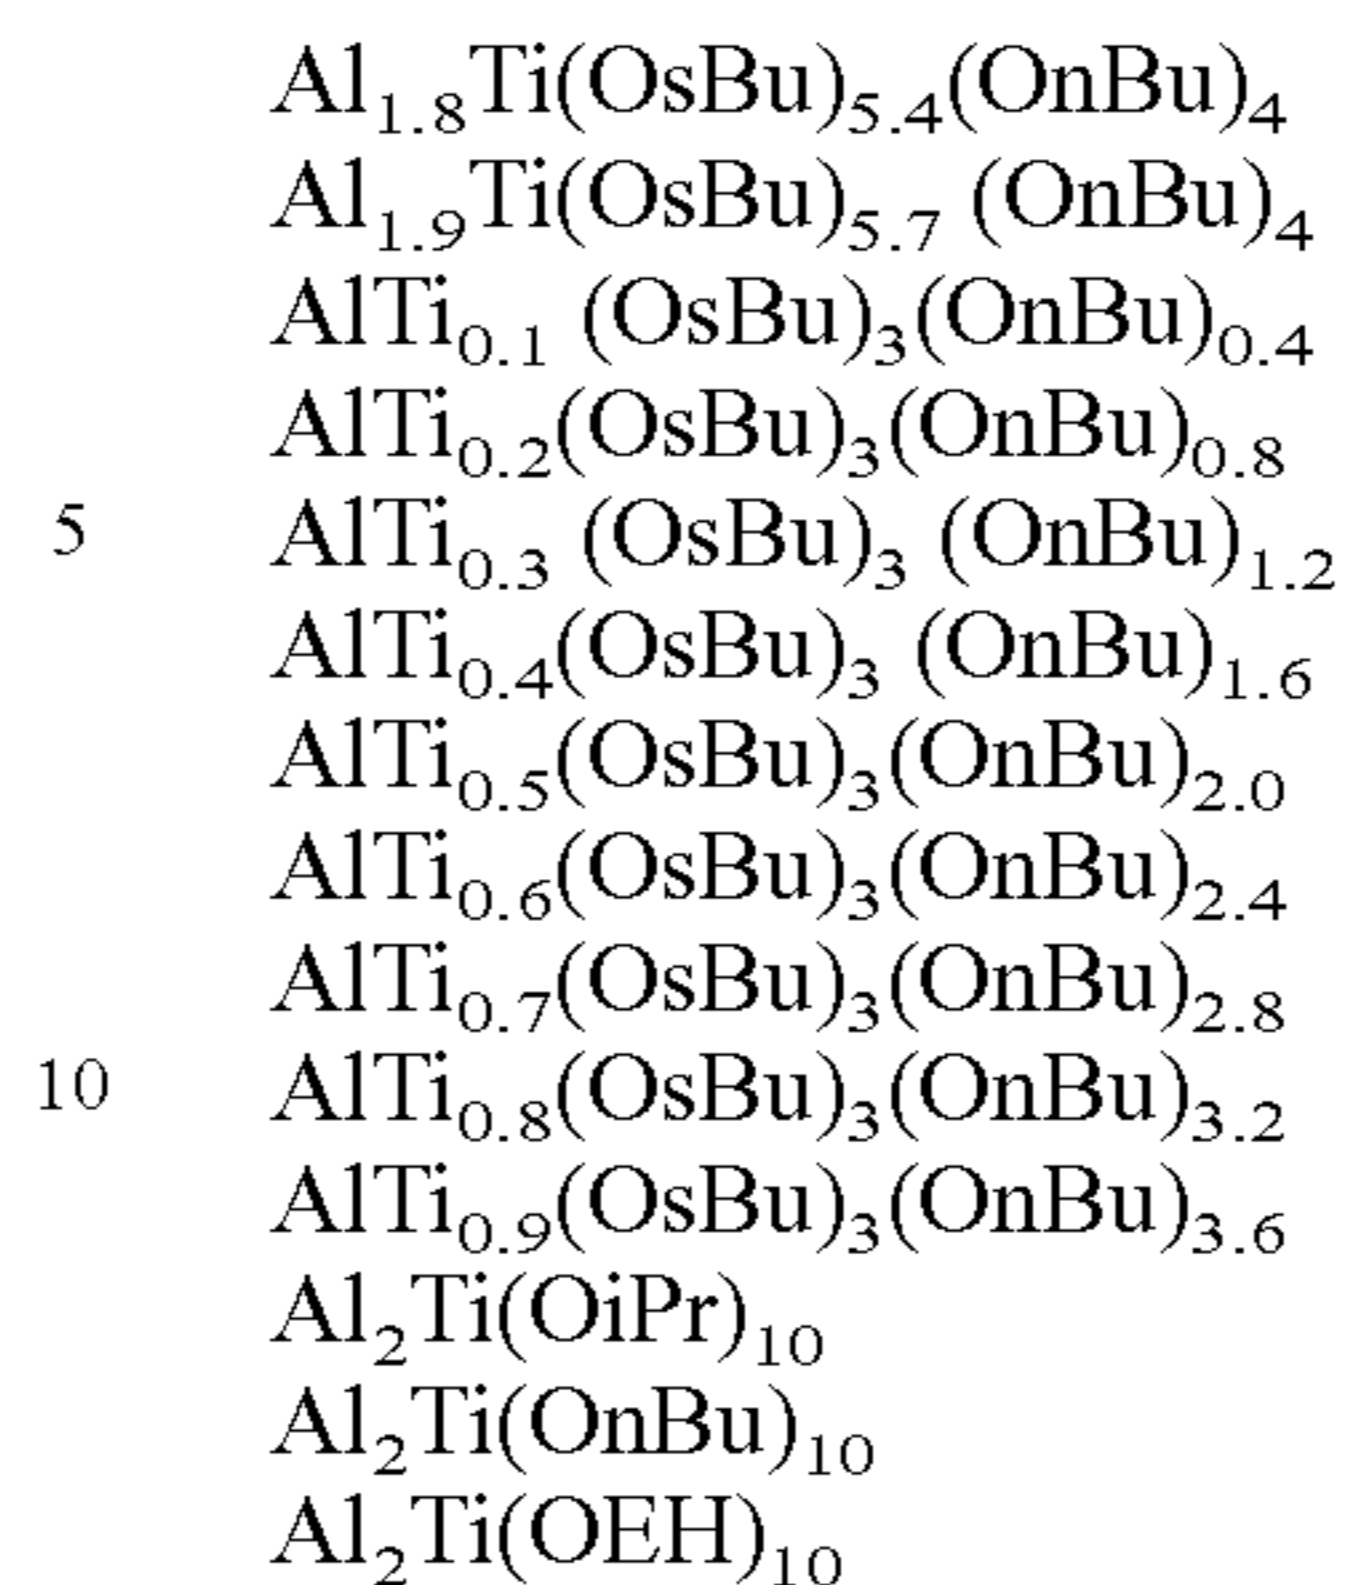 Al1.8Ti(OsBu)5.4(OnBu)4
Al1.9Ti(OsBu)5.7 (OnBu)4
AlTi0.1 (OsBu)3(OnBu)0.4
AlTi0.2(OsBu)3(OnBu)0.8
5 AlTi0.3 (OsBu)3 (OnBu)1.2
AlTi0.4(OsBu)3 (OnBu)1.6
AlTi0.5(OsBu)3(OnBu)2.0
AlTi0.6(OsBu)3(OnBu)2.4
AlTi0.7(OsBu)3(OnBu)2.8
10 AlTi0.8(OsBu)3(OnBu)3.2
AlTi0.9(OsBu)3(OnBu)3.6
Al2Ti(OiPr)10
Al2Ti(OnBu)10
Al2Ti(OEH)10